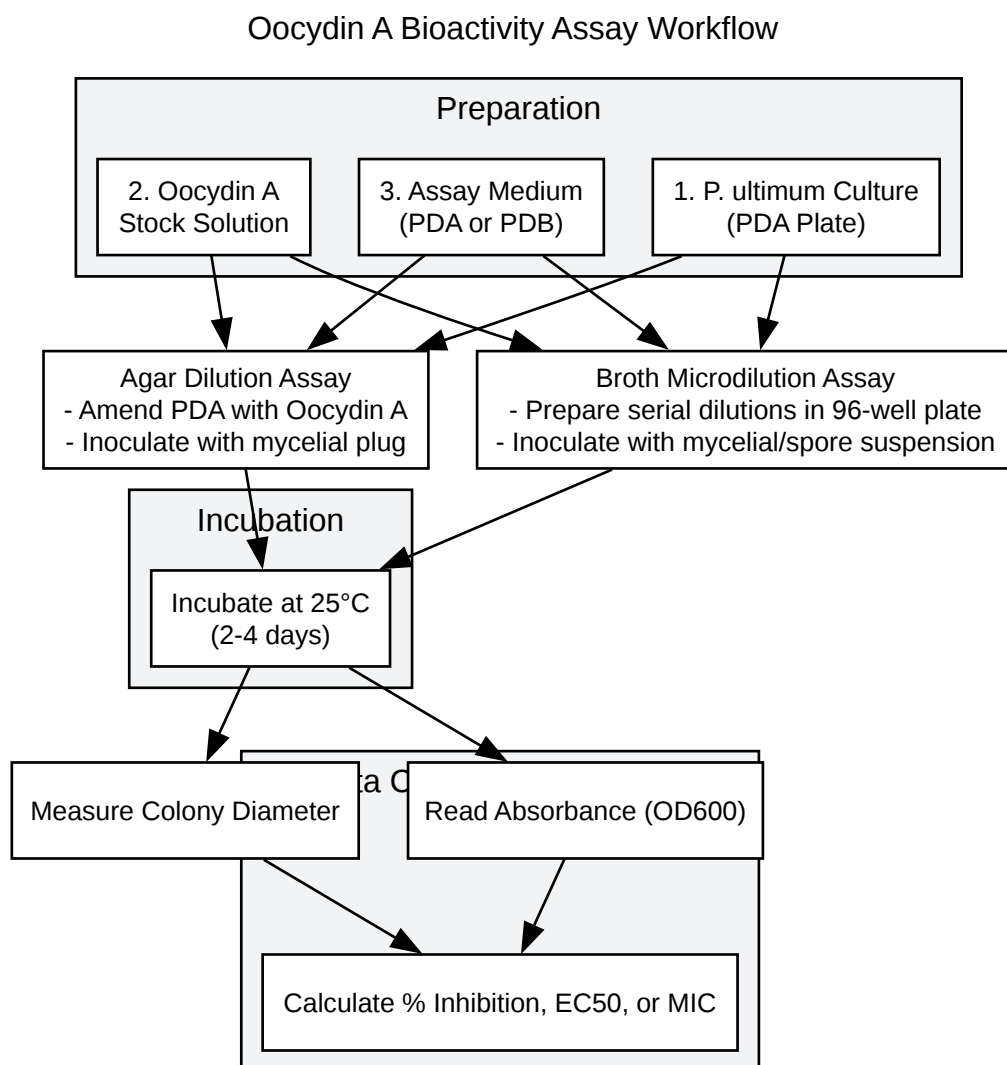 Oocydin A Bioactivity Assay Workflow
Preparation
2. Oocydin A
Stock Solution
3. Assay Medium
(PDA or PDB)
1. P. ultimum Culture
(PDA Plate)
Agar Dilution Assay
- Amend PDA with Oocydin A
- Inoculate with mycelial plug
Broth Microdilution Assay
- Prepare serial dilutions in 96-well plate
- Inoculate with mycelial/spore suspension
Incubation
Incubate at 25°C
(2-4 days)
Measure Colony Diameter
Read Absorbance (OD600)
Calculate % Inhibition, EC50, or MIC